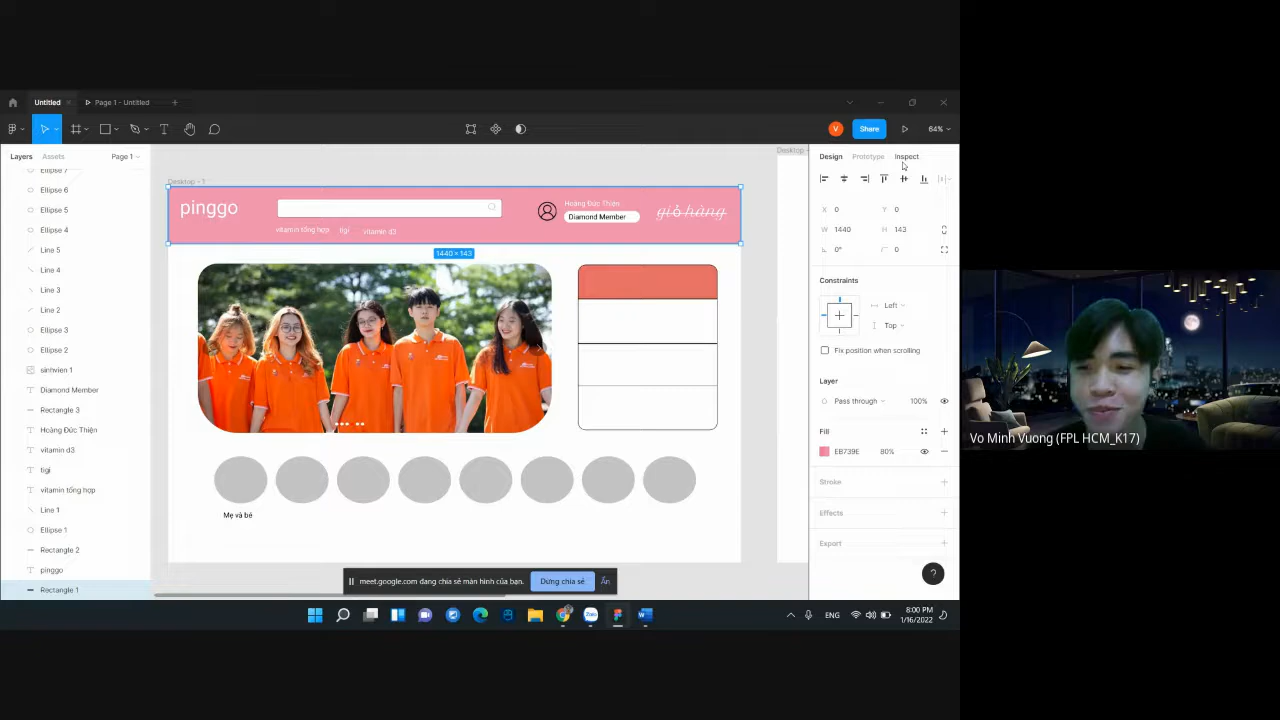 Untitled
Page 1 - Untitled
V
Share
64%
Layers
Assets
Page 1
Design
Prototype
Inspect
Ellipse 7
Ellipse 6
Ellipse 5
Ellipse 4
Line 5
Line 4
Line 3
Line 2
Ellipse 3
Ellipse 2
sinhvien 1
Diamond Member
Rectangle 3
Hoàng Đức Thiện
vitamin d3
tigi
vitamin tổng hợp
Line 1
Ellipse 1
Rectangle 2
pinggo
Rectangle 1
Desktop - 1
Desktop -
pinggo
vitamin tổng hợp
tigi
vitamin d3
Hoàng Đức Thiện
Diamond Member
giỏ hàng
1440 × 143
Mẹ và bé
X 0
Y 0
W 1440
H 143
0°
0
Constraints
Left
Top
Fix position when scrolling
Layer
Pass through
100%
Fill
EB739E
80%
Stroke
Effects
Export
?
meet.google.com đang chia sẻ màn hình của bạn.
Dừng chia sẻ
Ẩn
ENG
8:00 PM
1/16/2022
Vo Minh Vuong (FPL HCM_K17)